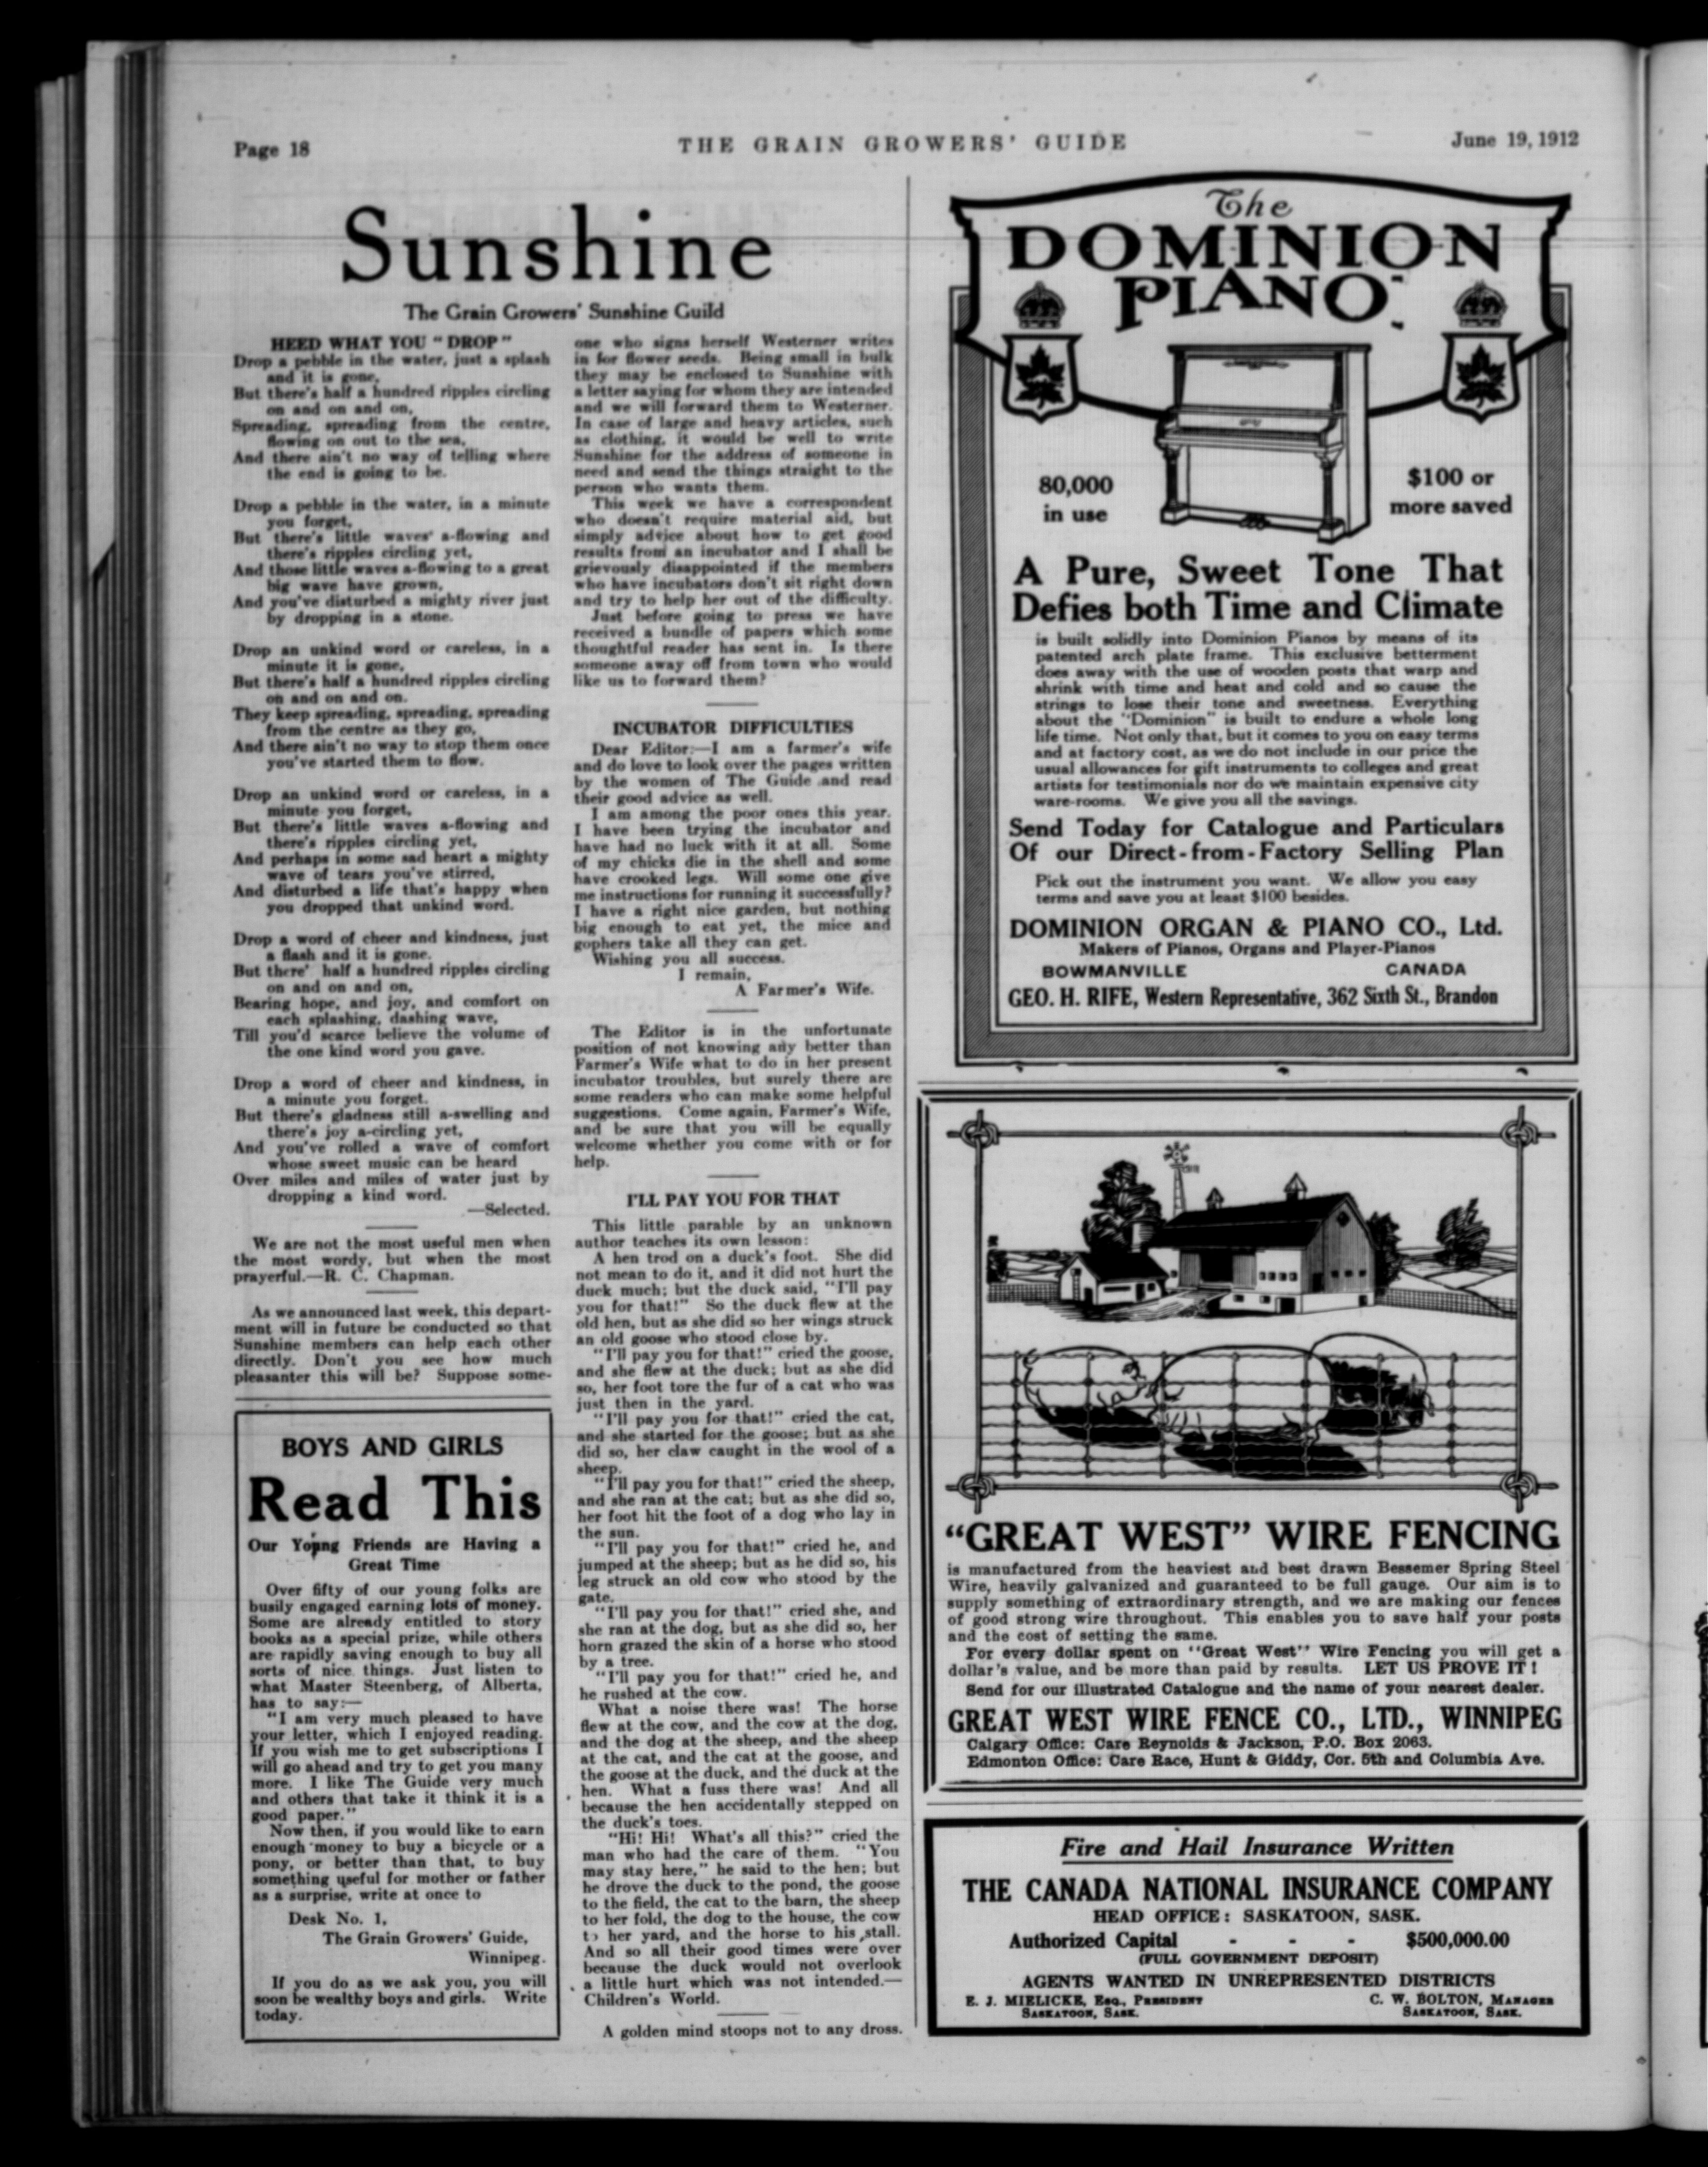 Page 18
THE GRAIN GROWERS' GUIDE
June 19, 1912
Sunshine
The Grain Growers' Sunshine Guild
HEED WHAT YOU "DROP"
Drop a pebble in the water, just a splash
and it is gone,
But there's half a hundred ripples circling
on and on and on,
Spreading, spreading from the centre,
flowing on out to the sea,
And there ain't no way of telling where
the end is going to be.
Drop a pebble in the water, in a minute
you forget,
But there's little waves' a-flowing and
there's ripples circling yet,
And those little waves a-flowing to a great
big wave have grown,
And you've disturbed a mighty river just
by dropping in a stone.
Drop an unkind word or careless, in a
minute it is gone,
But there's half a hundred ripples circling
on and on and on.
They keep spreading, spreading, spreading
from the centre as they go,
And there ain't no way to stop them once
you've started them to flow.
Drop an unkind word or careless, in a
minute you forget,
But there's little waves a-flowing and
there's ripples circling yet,
And perhaps in some sad heart a mighty
wave of tears you've stirred,
And disturbed a life that's happy when
you dropped that unkind word.
Drop a word of cheer and kindness, just
a flash and it is gone.
But there' half a hundred ripples circling
on and on and on,
Bearing hope, and joy, and comfort on
each splashing, dashing wave,
Till you'd scarce believe the volume of
the one kind word you gave.
Drop a word of cheer and kindness, in
a minute you forget.
But there's gladness still a-swelling and
there's joy a-circling yet,
And you've rolled a wave of comfort
whose sweet music can be heard
Over miles and miles of water just by
dropping a kind word.
—Selected.
We are not the most useful men when
the most wordy, but when the most
prayerful.—R. C. Chapman.
As we announced last week, this depart-
ment will in future be conducted so that
Sunshine members can help each other
directly. Don't you see how much
pleasanter this will be? Suppose some-
BOYS AND GIRLS
Read This
Our Young Friends are Having a
Great Time
Over fifty of our young folks are
busily engaged earning lots of money.
Some are already entitled to story
books as a special prize, while others
are rapidly saving enough to buy all
sorts of nice things. Just listen to
what Master Steenberg, of Alberta,
has to say:—
"I am very much pleased to have
your letter, which I enjoyed reading.
If you wish me to get subscriptions I
will go ahead and try to get you many
more. I like The Guide very much
and others that take it think it is a
good paper."
Now then, if you would like to earn
enough money to buy a bicycle or a
pony, or better than that, to buy
something useful for mother or father
as a surprise, write at once to
Desk No. 1,
The Grain Growers' Guide,
Winnipeg.
If you do as we ask you, you will
soon be wealthy boys and girls. Write
today.
one who signs herself Westerner writes
in for flower seeds. Being small in bulk
they may be enclosed to Sunshine with
a letter saying for whom they are intended
and we will forward them to Westerner.
In case of large and heavy articles, such
as clothing, it would be well to write
Sunshine for the address of someone in
need and send the things straight to the
person who wants them.
This week we have a correspondent
who doesn't require material aid, but
simply advice about how to get good
results from an incubator and I shall be
grievously disappointed if the members
who have incubators don't sit right down
and try to help her out of the difficulty.
Just before going to press we have
received a bundle of papers which some
thoughtful reader has sent in. Is there
someone away off from town who would
like us to forward them?
INCUBATOR DIFFICULTIES
Dear Editor:—I am a farmer's wife
and do love to look over the pages written
by the women of The Guide and read
their good advice as well.
I am among the poor ones this year.
I have been trying the incubator and
have had no luck with it at all. Some
of my chicks die in the shell and some
have crooked legs. Will some one give
me instructions for running it successfully?
I have a right nice garden, but nothing
big enough to eat yet, the mice and
gophers take all they can get.
Wishing you all success.
I remain,
A Farmer's Wife.
The Editor is in the unfortunate
position of not knowing any better than
Farmer's Wife what to do in her present
incubator troubles, but surely there are
some readers who can make some helpful
suggestions. Come again, Farmer's Wife,
and be sure that you will be equally
welcome whether you come with or for
help.
I'LL PAY YOU FOR THAT
This little parable by an unknown
author teaches its own lesson:
A hen trod on a duck's foot. She did
not mean to do it, and it did not hurt the
duck much; but the duck said, "I'll pay
you for that!" So the duck flew at the
old hen, but as she did so her wings struck
an old goose who stood close by.
"I'll pay you for that!" cried the goose,
and she flew at the duck; but as she did
so, her foot tore the fur of a cat who was
just then in the yard.
"I'll pay you for that!" cried the cat,
and she started for the goose; but as she
did so, her claw caught in the wool of a
sheep.
"I'll pay you for that!" cried the sheep,
and she ran at the cat; but as she did so,
her foot hit the foot of a dog who lay in
the sun.
"I'll pay you for that!" cried he, and
jumped at the sheep; but as he did so, his
leg struck an old cow who stood by the
gate.
"I'll pay you for that!" cried she, and
she ran at the dog, but as she did so, her
horn grazed the skin of a horse who stood
by a tree.
"I'll pay you for that!" cried he, and
he rushed at the cow.
What a noise there was! The horse
flew at the cow, and the cow at the dog,
and the dog at the sheep, and the sheep
at the cat, and the cat at the goose, and
the goose at the duck, and the duck at the
hen. What a fuss there was! And all
because the hen accidentally stepped on
the duck's toes.
"Hi! Hi! What's all this?" cried the
man who had the care of them. "You
may stay here," he said to the hen; but
he drove the duck to the pond, the goose
to the field, the cat to the barn, the sheep
to her fold, the dog to the house, the cow
to her yard, and the horse to his stall.
And so all their good times were over
because the duck would not overlook
a little hurt which was not intended.—
Children's World.
A golden mind stoops not to any dross.
The
DOMINION
PIANO
80,000
in use
$100 or
more saved
A Pure, Sweet Tone That
Defies both Time and Climate
is built solidly into Dominion Pianos by means of its
patented arch plate frame. This exclusive betterment
does away with the use of wooden posts that warp and
shrink with time and heat and cold and so cause the
strings to lose their tone and sweetness. Everything
about the "Dominion" is built to endure a whole long
life time. Not only that, but it comes to you on easy terms
and at factory cost, as we do not include in our price the
usual allowances for gift instruments to colleges and great
artists for testimonials nor do we maintain expensive city
ware-rooms. We give you all the savings.
Send Today for Catalogue and Particulars
Of our Direct-from-Factory Selling Plan
Pick out the instrument you want. We allow you easy
terms and save you at least $100 besides.
DOMINION ORGAN & PIANO CO., Ltd.
Makers of Pianos, Organs and Player-Pianos
BOWMANVILLE CANADA
GEO. H. RIFE, Western Representative, 362 Sixth St., Brandon
"GREAT WEST" WIRE FENCING
is manufactured from the heaviest and best drawn Bessemer Spring Steel
Wire, heavily galvanized and guaranteed to be full gauge. Our aim is to
supply something of extraordinary strength, and we are making our fences
of good strong wire throughout. This enables you to save half your posts
and the cost of setting the same.
For every dollar spent on "Great West" Wire Fencing you will get a
dollar's value, and be more than paid by results. LET US PROVE IT!
Send for our illustrated Catalogue and the name of your nearest dealer.
GREAT WEST WIRE FENCE CO., LTD., WINNIPEG
Calgary Office: Care Reynolds & Jackson, P.O. Box 2063.
Edmonton Office: Care Race, Hunt & Giddy, Cor. 5th and Columbia Ave.
Fire and Hail Insurance Written
THE CANADA NATIONAL INSURANCE COMPANY
HEAD OFFICE: SASKATOON, SASK.
Authorized Capital - - - $500,000.00
(FULL GOVERNMENT DEPOSIT)
AGENTS WANTED IN UNREPRESENTED DISTRICTS
E. J. MIELICKE, Esq., President C. W. BOLTON, Manager
Saskatoon, Sask. Saskatoon, Sask.